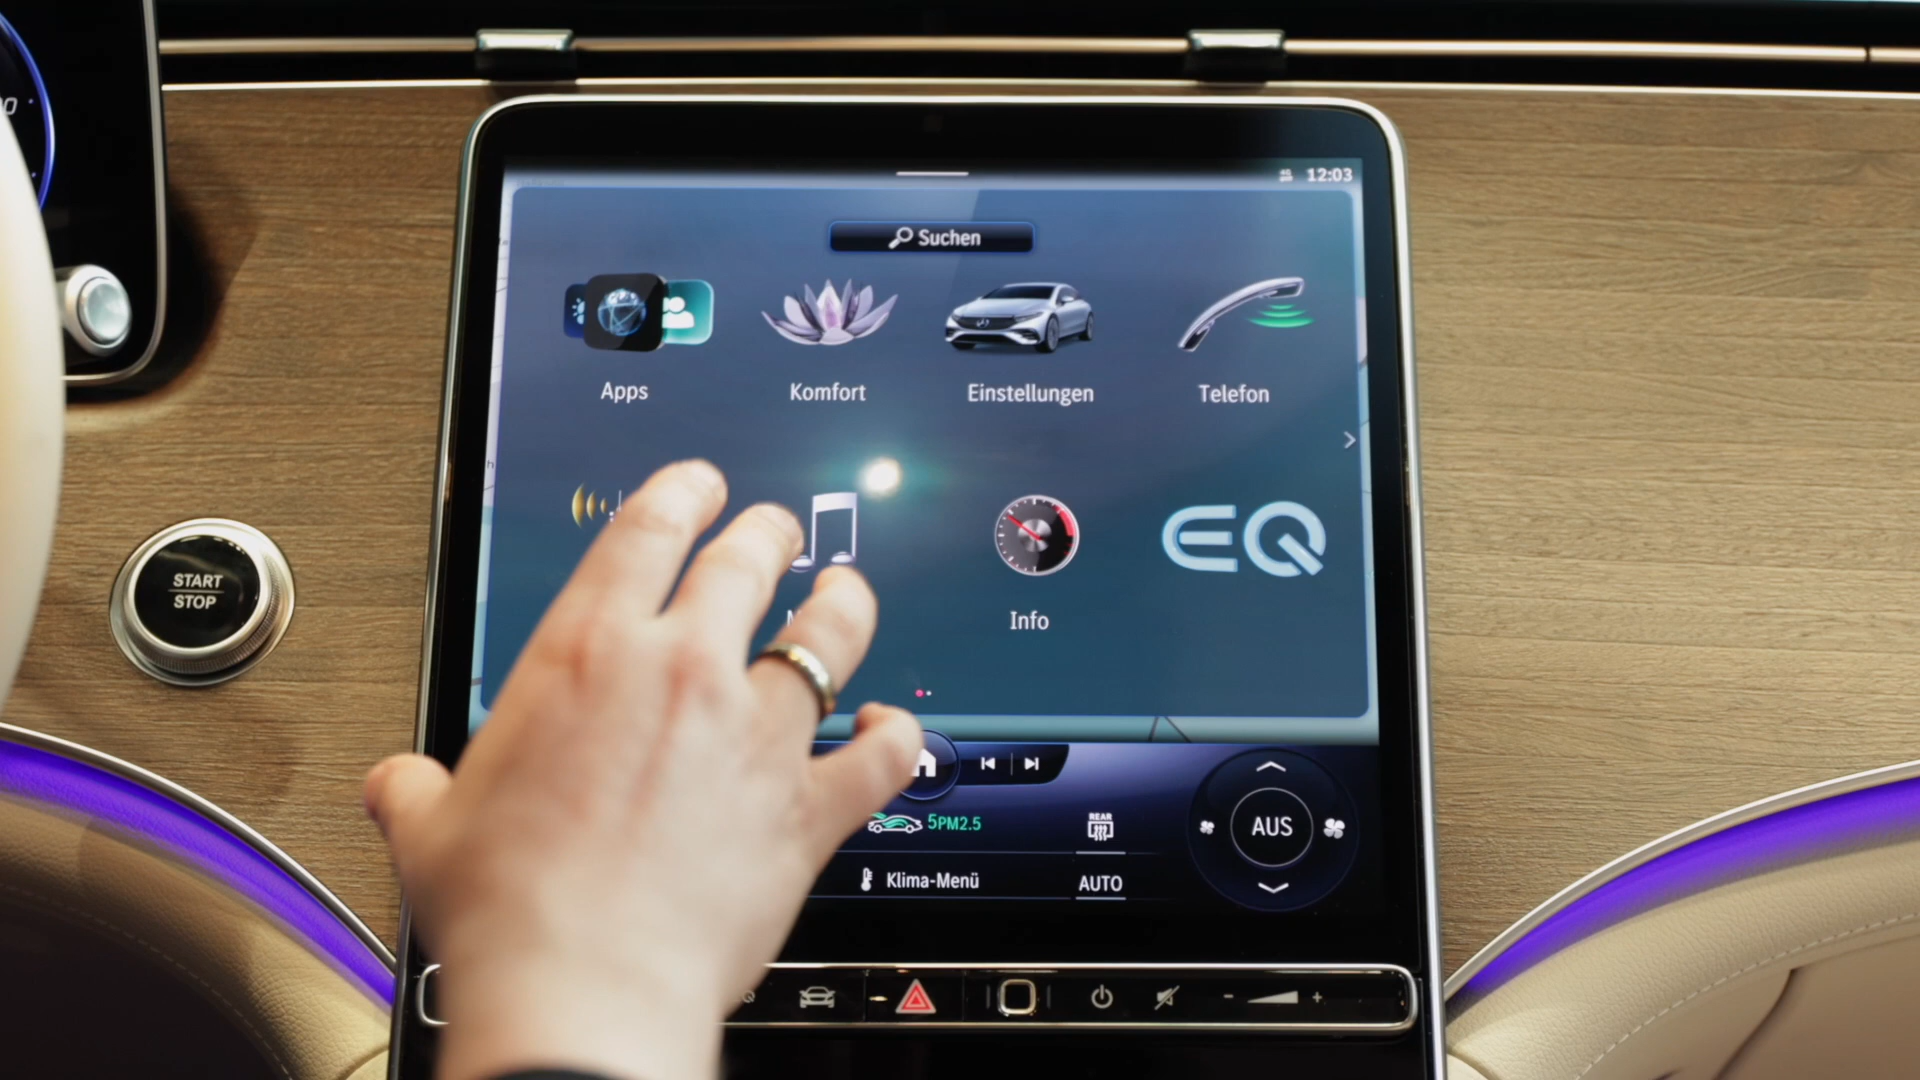 12:03
Suchen
Apps
Komfort
Einstellungen
Telefon
START
STOP
Info
EQ
5PM2.5
REAR
AUS
Klima-Menü
AUTO